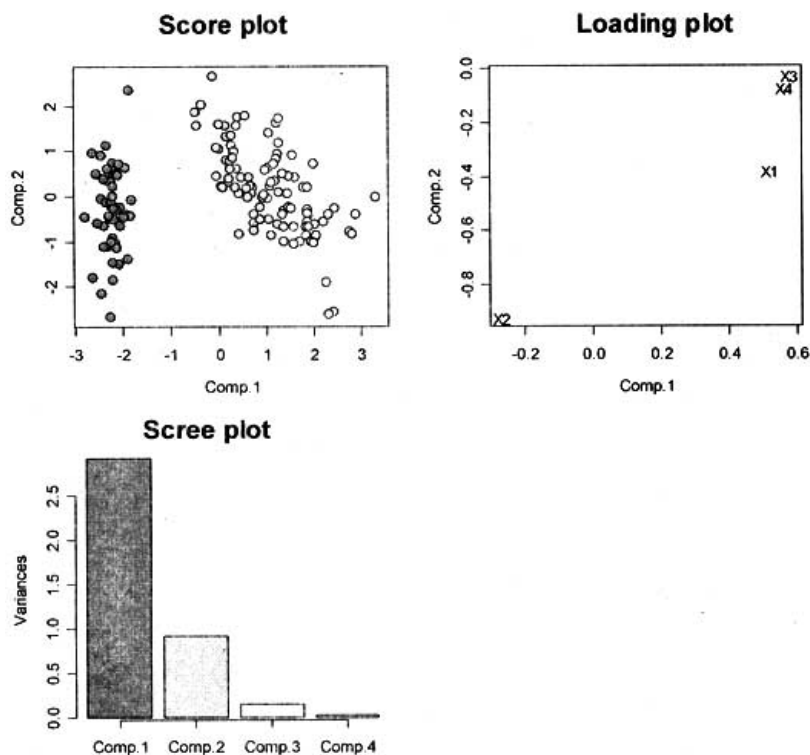 Score plot
Loading plot
2
1
0
-1
-2
Comp.2
-3
-2
-1
0
1
2
3
Comp.1
0.0
-0.2
-0.4
-0.6
-0.8
Comp.2
X3
X4
X1
X2
-0.2
0.0
0.2
0.4
0.6
Comp.1
Scree plot
2.5
2.0
1.5
1.0
0.5
0.0
Variances
Comp.1
Comp.2
Comp.3
Comp.4